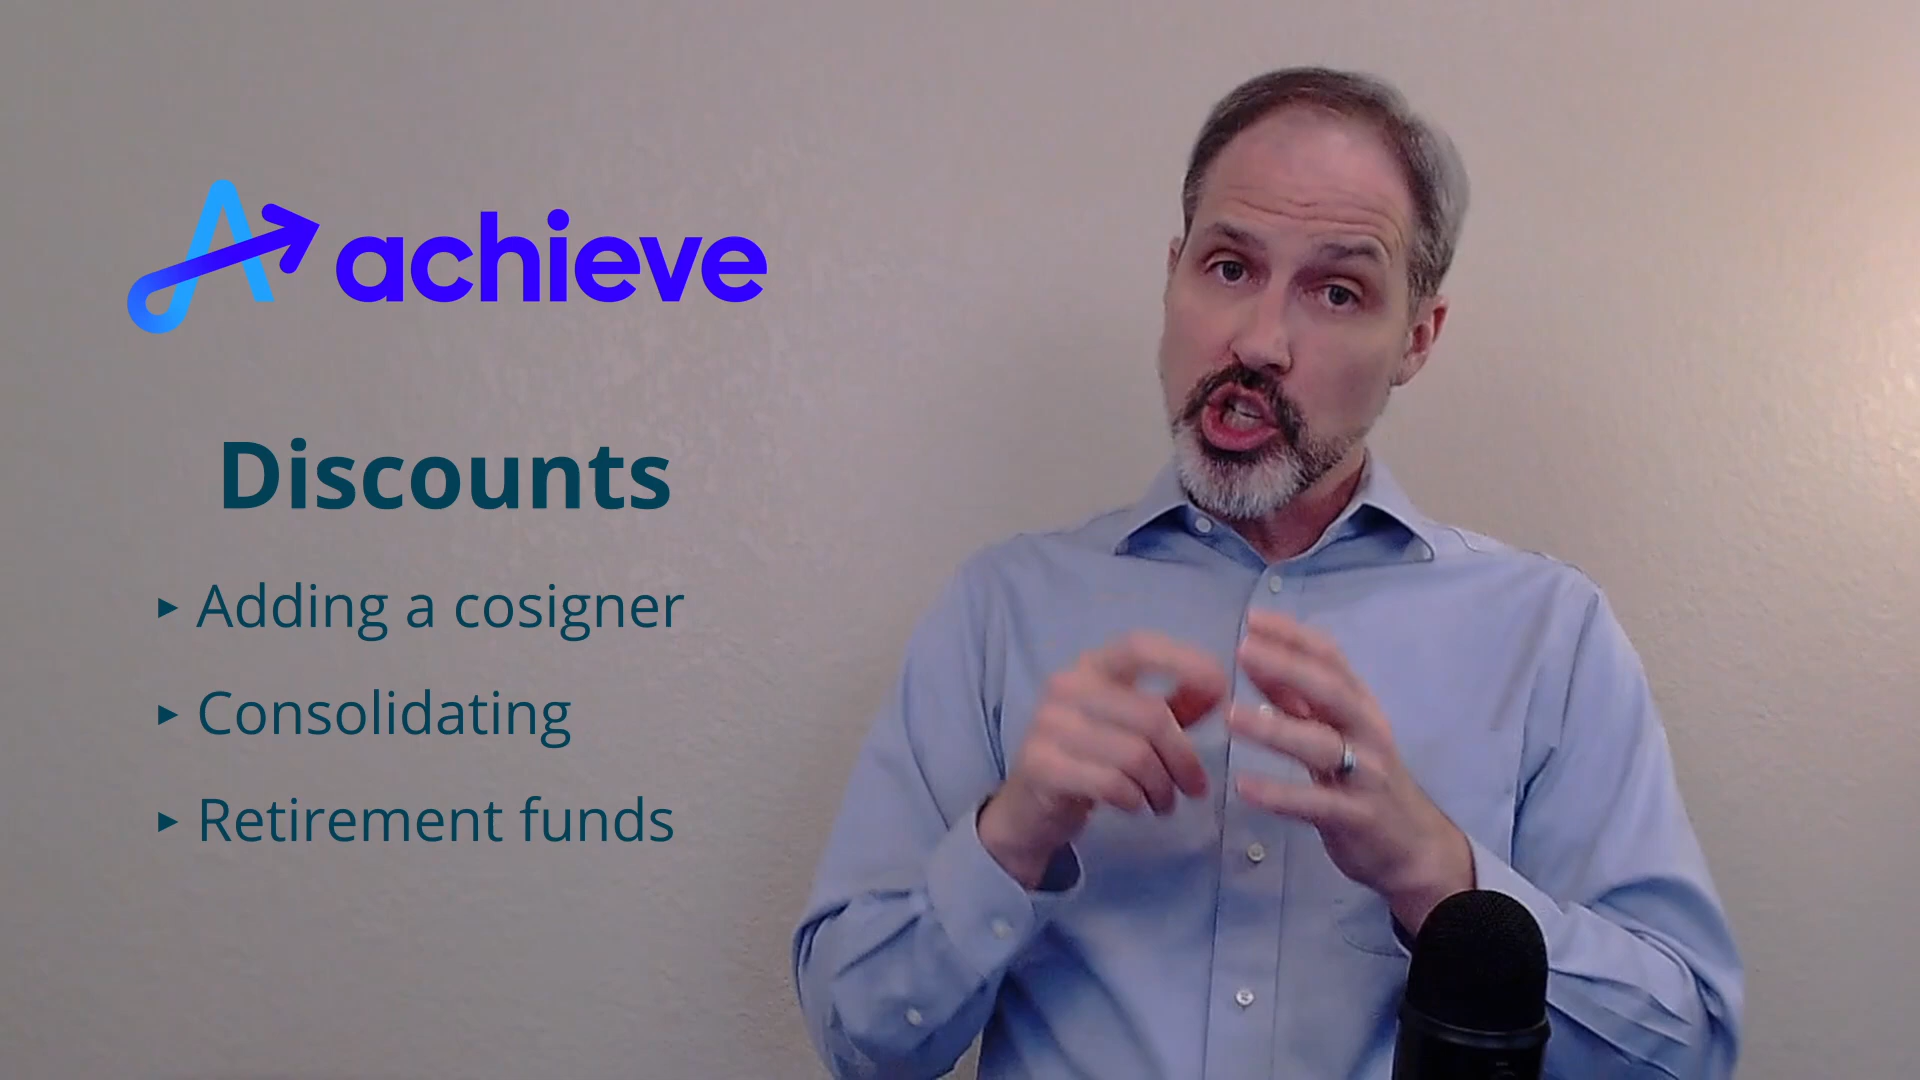 achieve
Discounts
▸ Adding a cosigner
▸ Consolidating
▸ Retirement funds